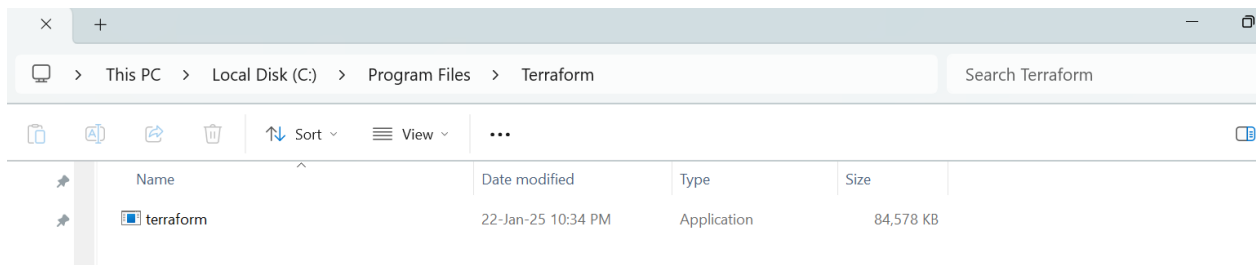 This PC > Local Disk (C:) > Program Files > Terraform Search Terraform
Sort View
Name Date modified Type Size
terraform 22-Jan-25 10:34 PM Application 84,578 KB